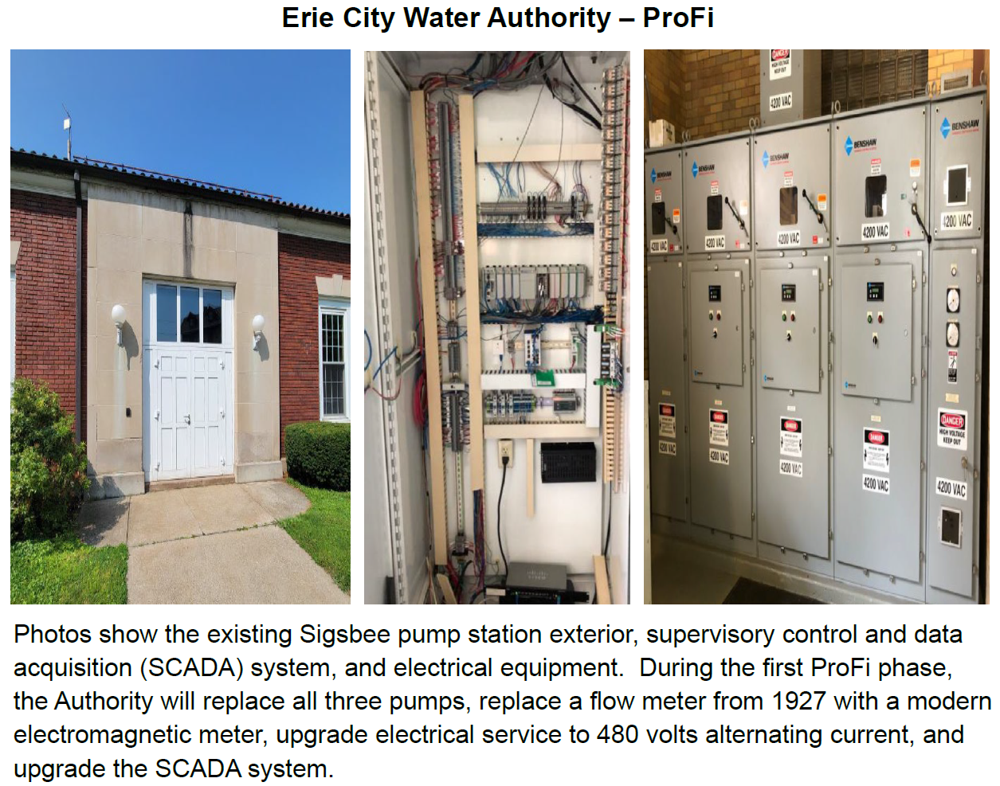 Erie City Water Authority – ProFi
DANGER
HIGH VOLTAGE
KEEP OUT
4200 VAC
BENSHAW
BENSHAW
BENSHAW
BENSHAW
BENSHAW
4200 VAC
4200 VAC
4200 VAC
4200 VAC
4200 VAC
DANGER
4200 VAC
DANGER
4200 VAC
DANGER
4200 VAC
DANGER
4200 VAC
DANGER
HIGH VOLTAGE
KEEP OUT
4200 VAC
Photos show the existing Sigsbee pump station exterior, supervisory control and data
acquisition (SCADA) system, and electrical equipment.  During the first ProFi phase,
the Authority will replace all three pumps, replace a flow meter from 1927 with a modern
electromagnetic meter, upgrade electrical service to 480 volts alternating current, and
upgrade the SCADA system.